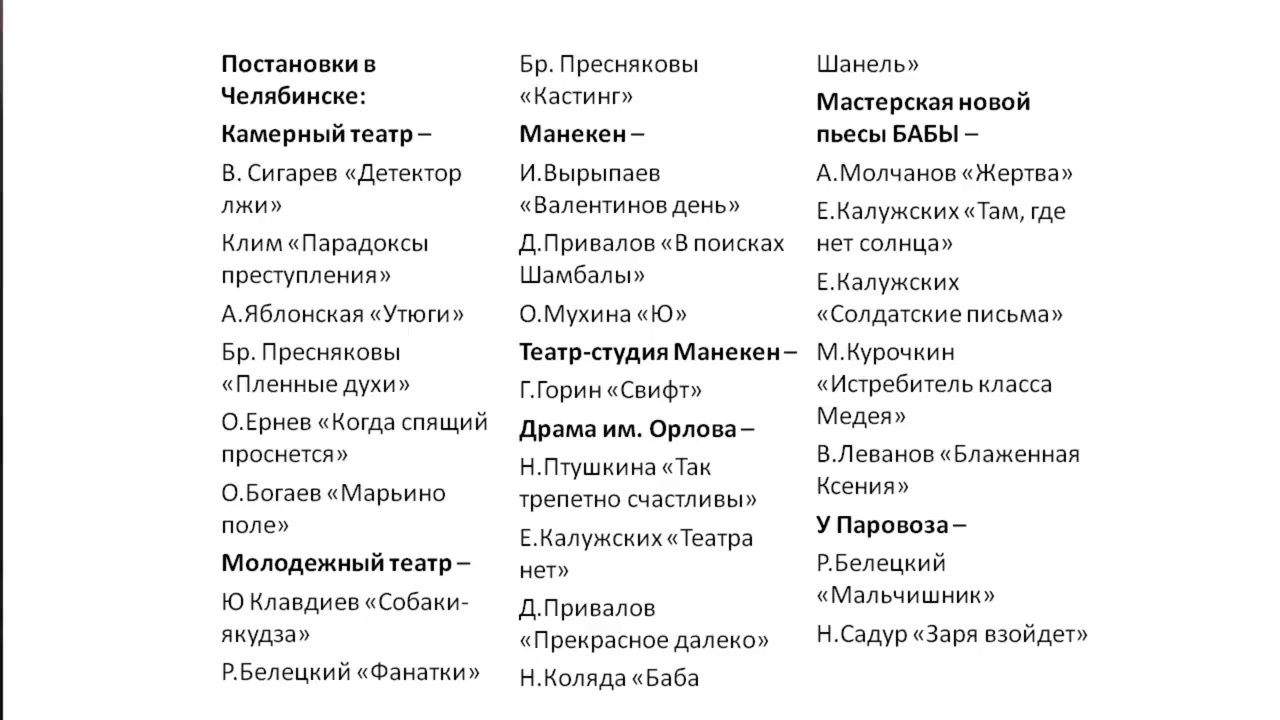 Постановки в
Челябинске:
Камерный театр –
В. Сигарев «Детектор
лжи»
Клим «Парадоксы
преступления»
А.Яблонская «Утюги»
Бр. Пресняковы
«Пленные духи»
О.Ернев «Когда спящий
проснется»
О.Богаев «Марьино
поле»
Молодежный театр –
Ю Клавдиев «Собаки-
якудза»
Р.Белецкий «Фанатки»
Бр. Пресняковы
«Кастинг»
Манекен –
И.Вырыпаев
«Валентинов день»
Д.Привалов «В поисках
Шамбалы»
О.Мухина «Ю»
Театр-студия Манекен –
Г.Горин «Свифт»
Драма им. Орлова –
Н.Птушкина «Так
трепетно счастливы»
Е.Калужских «Театра
нет»
Д.Привалов
«Прекрасное далеко»
Н.Коляда «Баба
Шанель»
Мастерская новой
пьесы БАБЫ –
А.Молчанов «Жертва»
Е.Калужских «Там, где
нет солнца»
Е.Калужских
«Солдатские письма»
М.Курочкин
«Истребитель класса
Медея»
В.Леванов «Блаженная
Ксения»
У Паровоза –
Р.Белецкий
«Мальчишник»
Н.Садур «Заря взойдет»